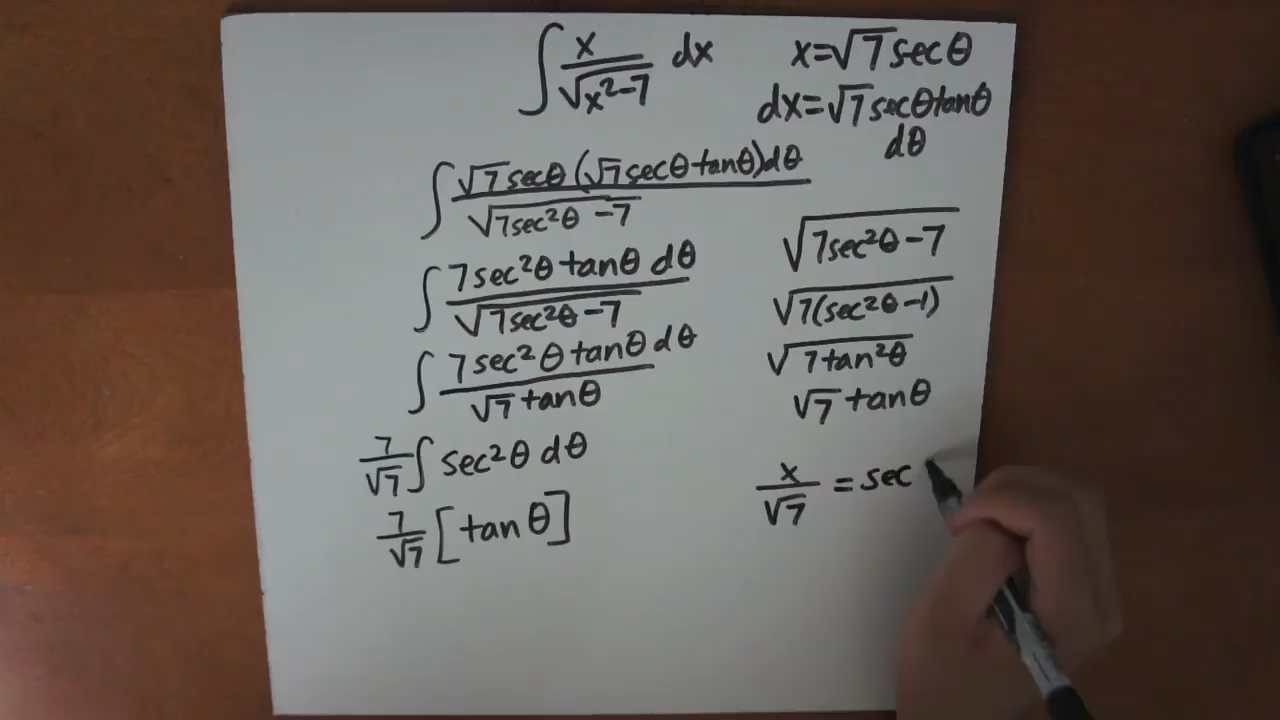 ∫ x/√(x²-7) dx
x=√7 secθ
dx=√7 secθtanθ
dθ
∫ √7 secθ (√7 secθ tanθ)dθ / √(7sec²θ -7)
∫ 7sec²θ tanθ dθ / √(7sec²θ-7)
∫ 7sec²θ tanθ dθ / √7 tanθ
7/√7 ∫ sec²θ dθ
7/√7 [tanθ]
√(7sec²θ-7)
√(7(sec²θ-1))
√(7tan²θ)
√7 tanθ
x/√7 = sec